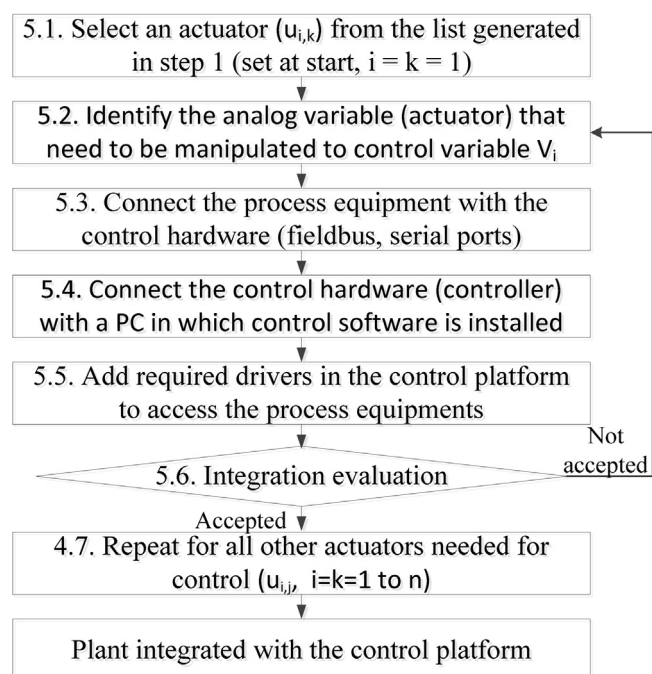 5.1. Select an actuator (uᵢ,ₖ) from the list generated
in step 1 (set at start, i = k = 1)
5.2. Identify the analog variable (actuator) that
need to be manipulated to control variable Vᵢ
5.3. Connect the process equipment with the
control hardware (fieldbus, serial ports)
5.4. Connect the control hardware (controller)
with a PC in which control software is installed
5.5. Add required drivers in the control platform
to access the process equipments
Not
accepted
5.6. Integration evaluation
Accepted
4.7. Repeat for all other actuators needed for
control (uᵢ,ⱼ, i=k=1 to n)
Plant integrated with the control platform